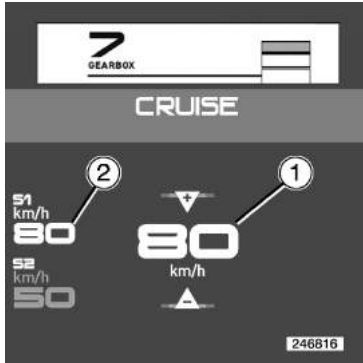 7
GEARBOX
CRUISE
2
1
+
S1
km/h
80
80
km/h
S2
km/h
50
-
246816